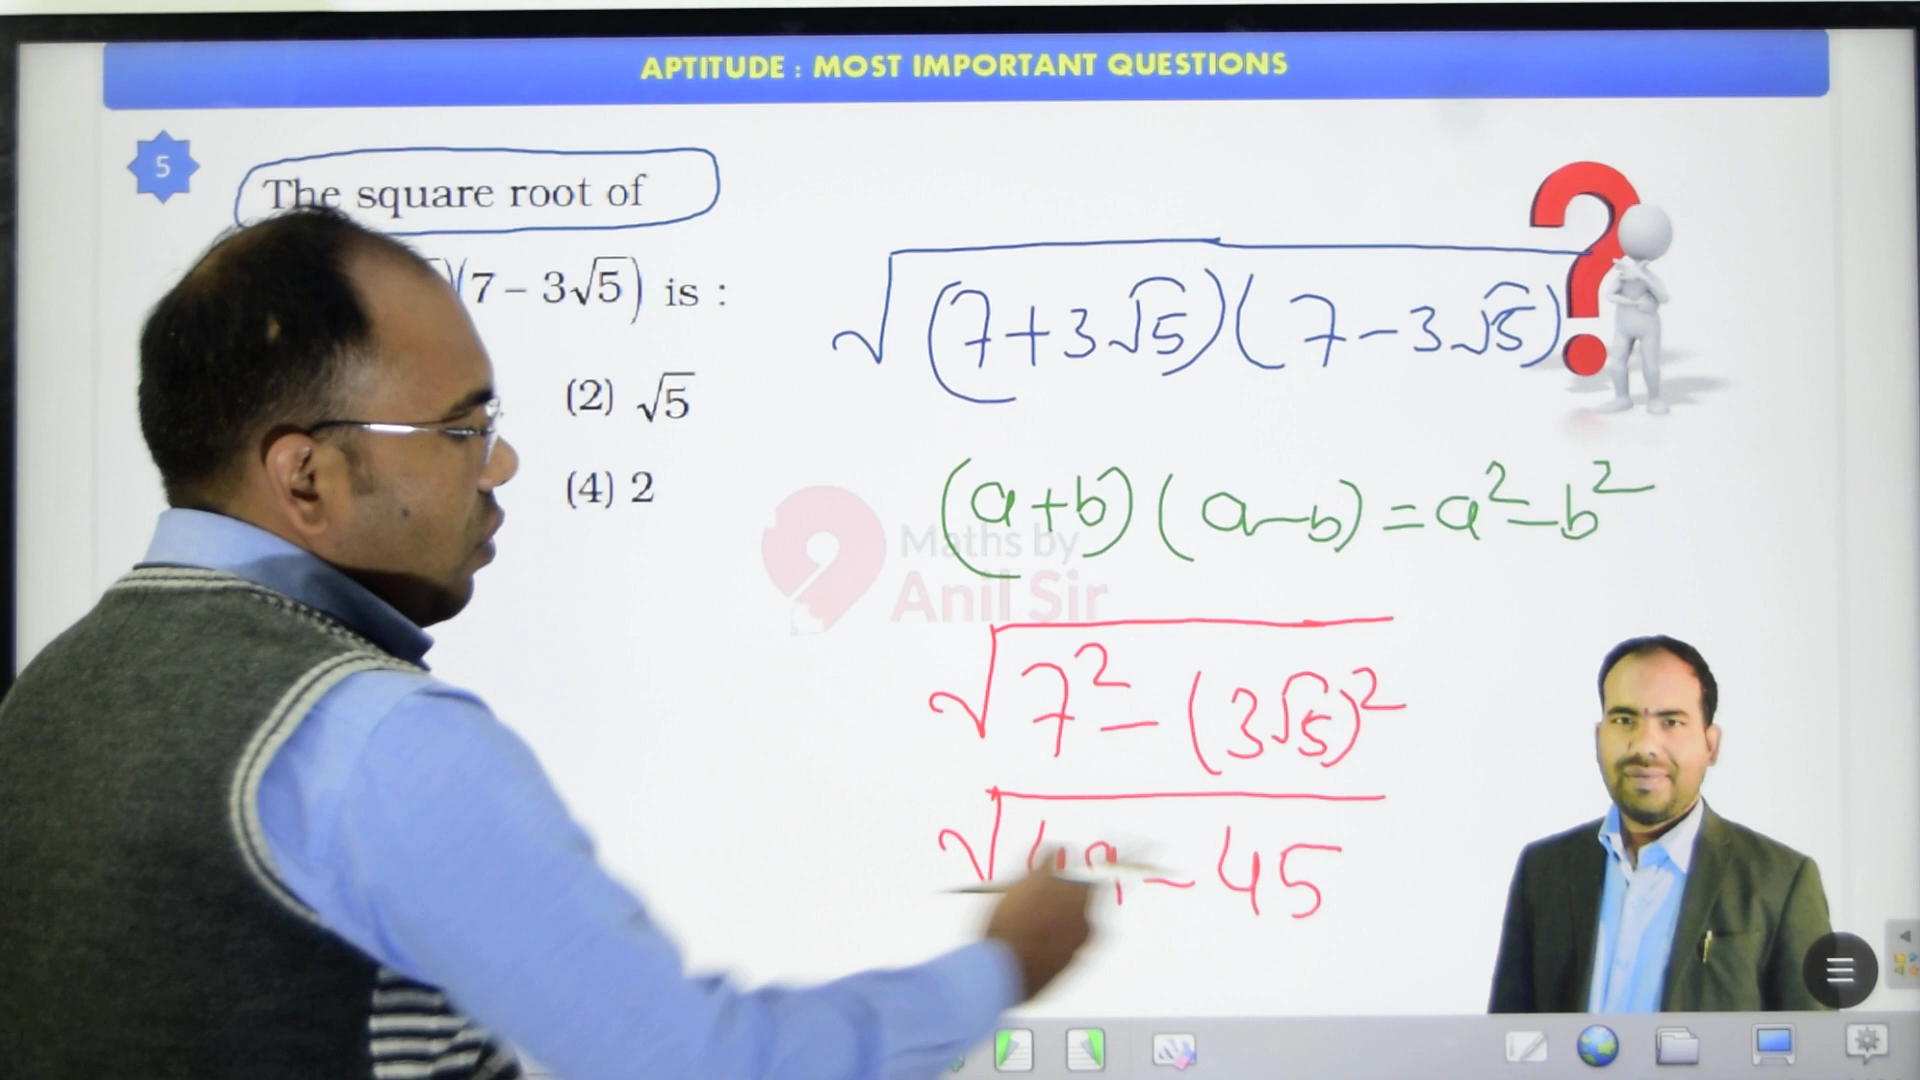 APTITUDE : MOST IMPORTANT QUESTIONS
5
The square root of
(7 – 3√5) is :
(2) √5
(4) 2
√(7+3√5)(7-3√5)
(a+b)(a-b)=a²-b²
Maths by
Anil Sir
√7²-(3√5)²
√49-45